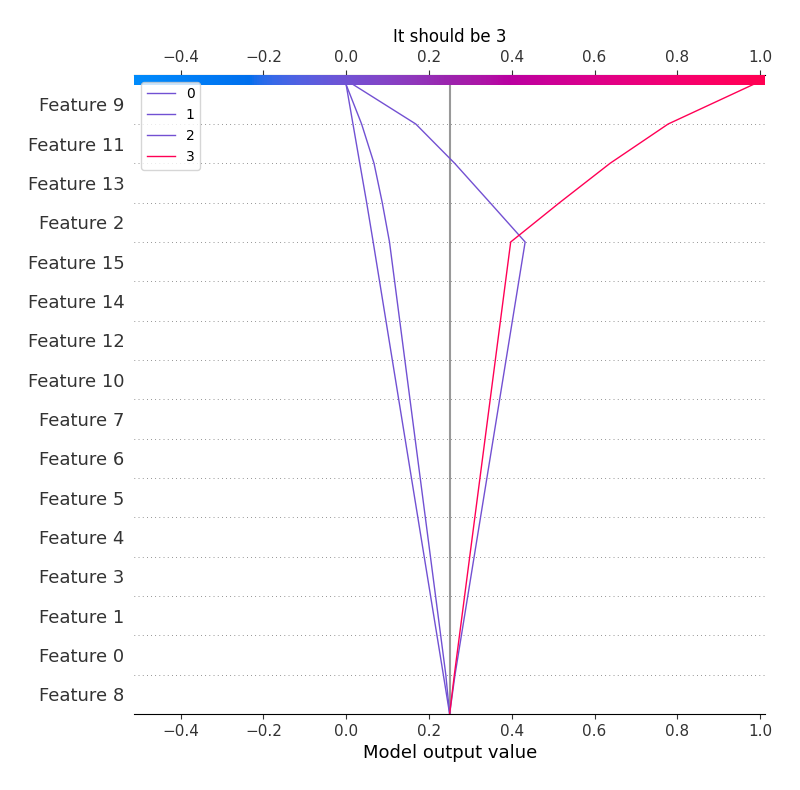 It should be 3
−0.4 −0.2 0.0 0.2 0.4 0.6 0.8 1.0
0
1
2
3
Feature 9
Feature 11
Feature 13
Feature 2
Feature 15
Feature 14
Feature 12
Feature 10
Feature 7
Feature 6
Feature 5
Feature 4
Feature 3
Feature 1
Feature 0
Feature 8
−0.4 −0.2 0.0 0.2 0.4 0.6 0.8 1.0
Model output value